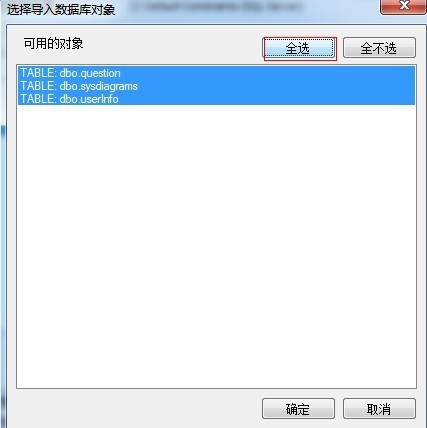 选择导入数据库对象
可用的对象
全选
全不选
TABLE: dbo.question
TABLE: dbo.sysdiagrams
TABLE: dbo.userInfo
确定
取消